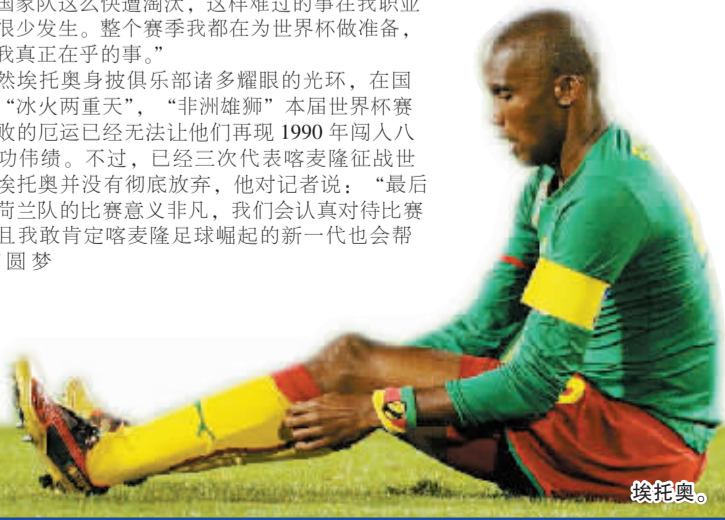 国家队这么快遭淘汰，这样难过的事在我职业
很少发生。整个赛季我都在为世界杯做准备，
我真正在乎的事。”
然埃托奥身披俱乐部诸多耀眼的光环，在国
“冰火两重天”，“非洲雄狮”本届世界杯赛
败的厄运已经无法让他们再现 1990 年闯入八
功伟绩。不过，已经三次代表喀麦隆征战世
埃托奥并没有彻底放弃，他对记者说：“最后
荷兰队的比赛意义非凡，我们会认真对待比赛
且我敢肯定喀麦隆足球崛起的新一代也会帮
圆梦
埃托奥。